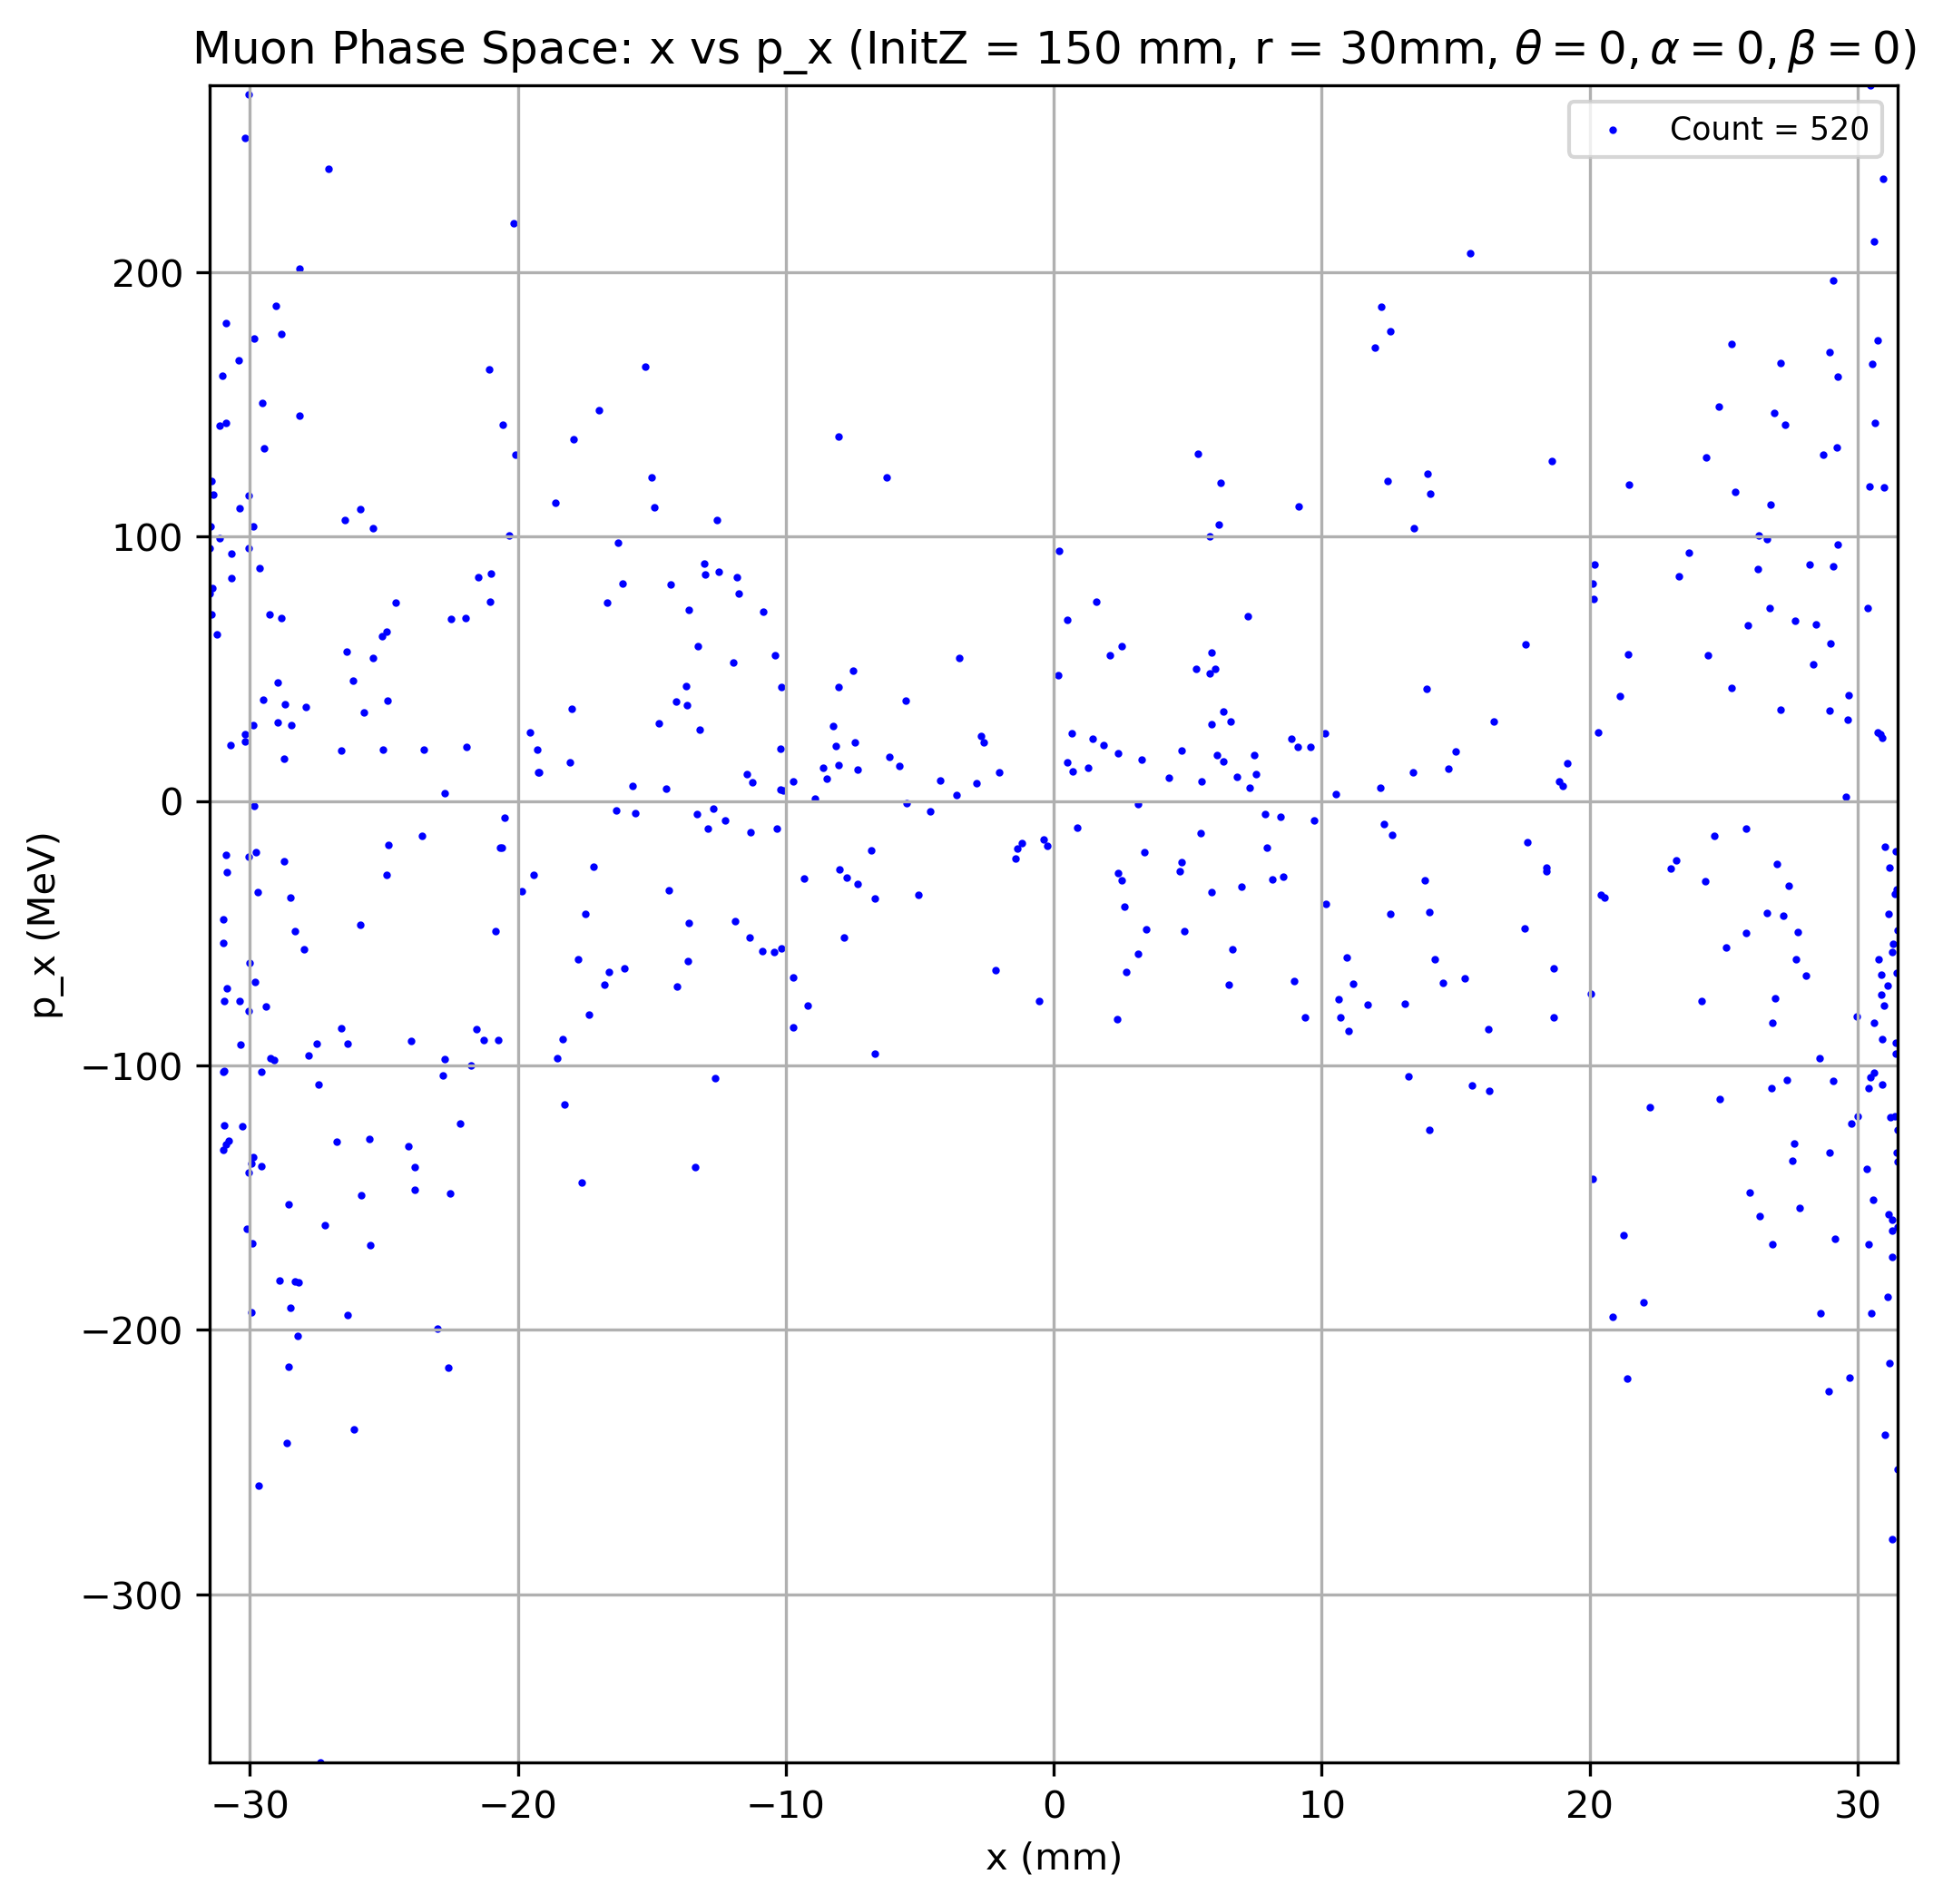 Muon Phase Space: x vs p_x (InitZ = 150 mm, r = 30mm, θ = 0, α = 0, β = 0)
Count = 520
200
100
0
−100
−200
−300
p_x (MeV)
−30 −20 −10 0 10 20 30
x (mm)